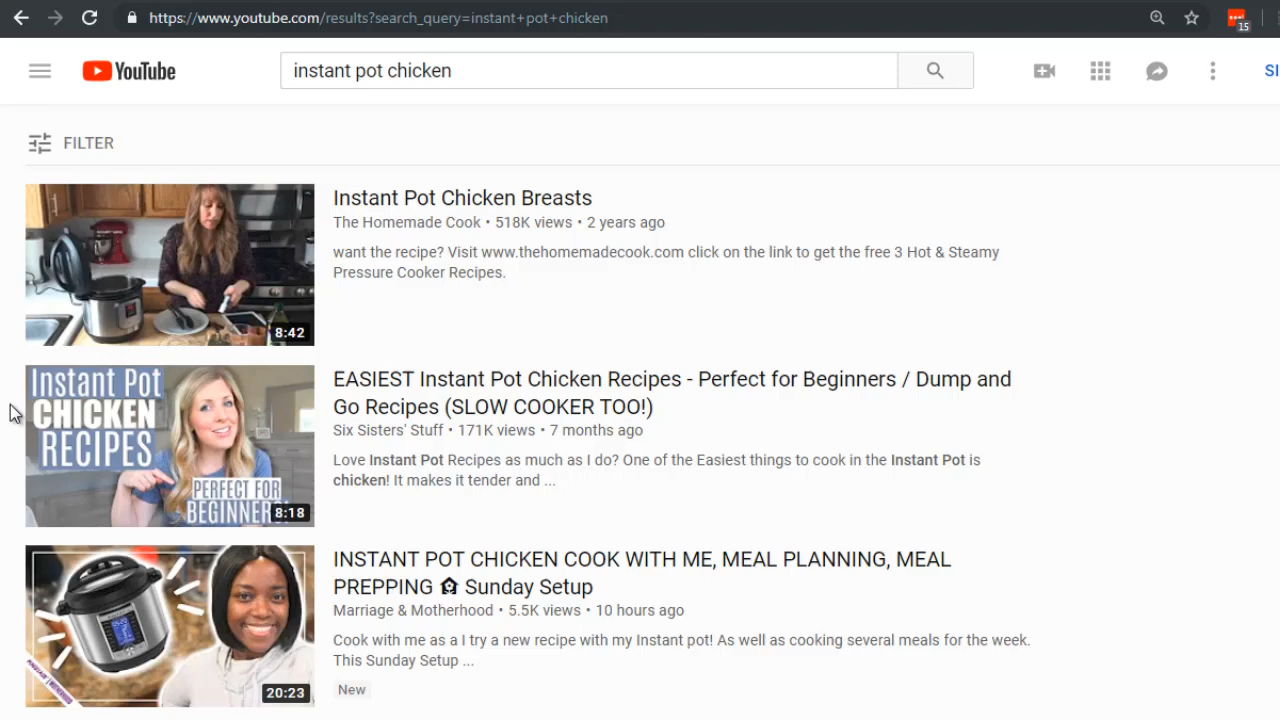 https://www.youtube.com/results?search_query=instant+pot+chicken
15
YouTube
instant pot chicken
SI
FILTER
8:42
Instant Pot Chicken Breasts
The Homemade Cook • 518K views • 2 years ago
want the recipe? Visit www.thehomemadecook.com click on the link to get the free 3 Hot & Steamy
Pressure Cooker Recipes.
Instant Pot
CHICKEN
RECIPES
PERFECT FOR
BEGINNERS!
8:18
EASIEST Instant Pot Chicken Recipes - Perfect for Beginners / Dump and
Go Recipes (SLOW COOKER TOO!)
Six Sisters' Stuff • 171K views • 7 months ago
Love Instant Pot Recipes as much as I do? One of the Easiest things to cook in the Instant Pot is
chicken! It makes it tender and ...
20:23
INSTANT POT CHICKEN COOK WITH ME, MEAL PLANNING, MEAL
PREPPING 🏠 Sunday Setup
Marriage & Motherhood • 5.5K views • 10 hours ago
Cook with me as a I try a new recipe with my Instant pot! As well as cooking several meals for the week.
This Sunday Setup ...
New